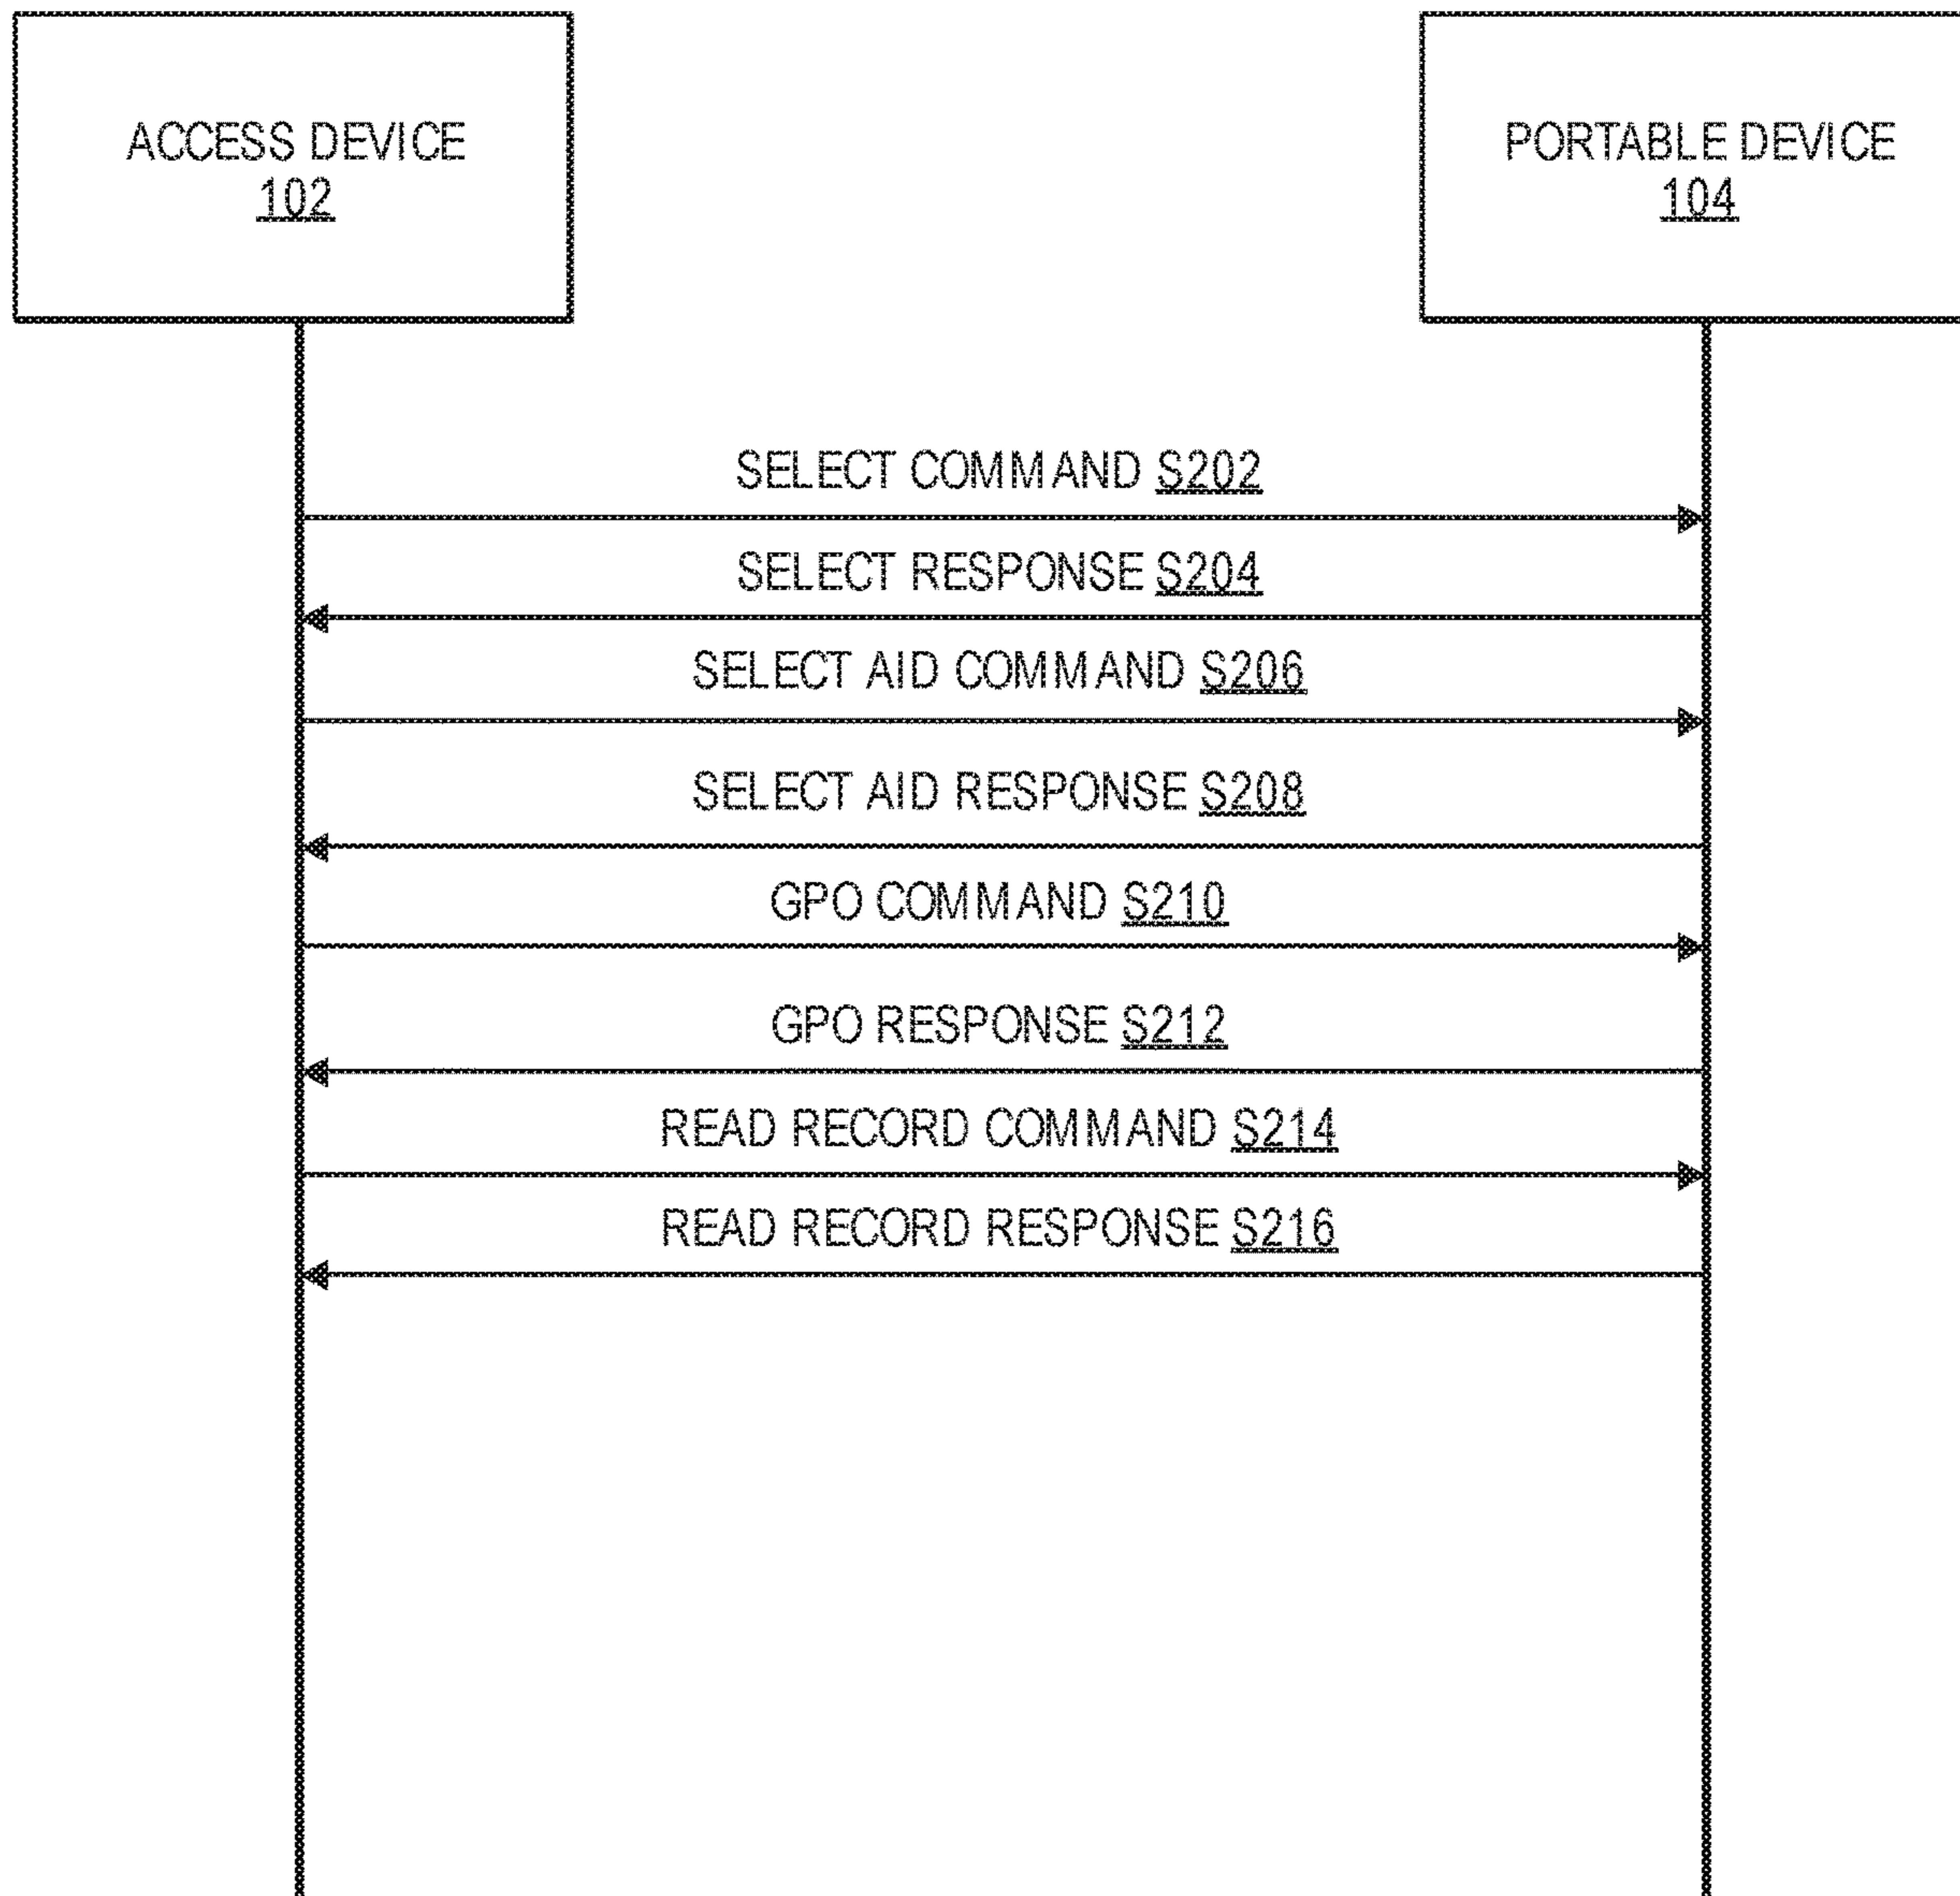 ACCESS DEVICE
102
PORTABLE DEVICE
104
SELECT COMMAND S202
SELECT RESPONSE S204
SELECT AID COMMAND S206
SELECT AID RESPONSE S208
GPO COMMAND S210
GPO RESPONSE S212
READ RECORD COMMAND S214
READ RECORD RESPONSE S216